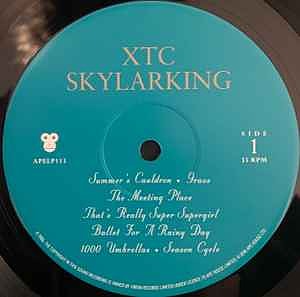 XTC
SKYLARKING
APELP111
SIDE
1
33 RPM
Summer's Cauldron • Grass
The Meeting Place
That's Really Super Supergirl
Ballet For A Rainy Day
1000 Umbrellas • Season Cycle